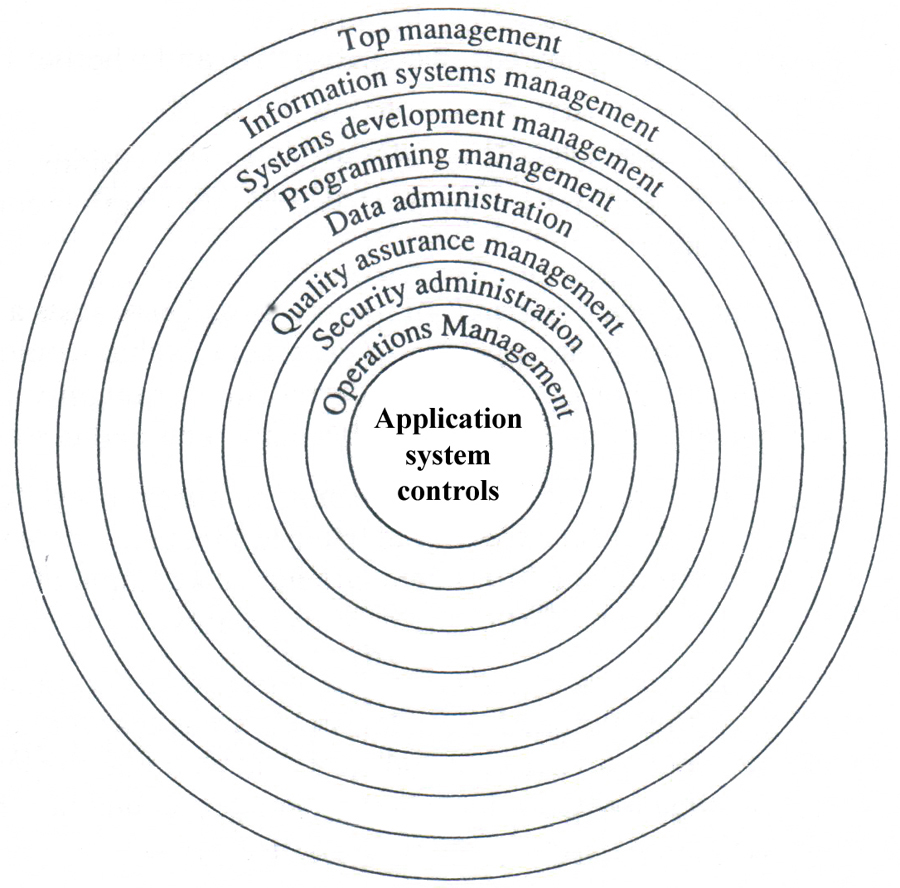 Top management
Information systems management
Systems development management
Programming management
Data administration
Quality assurance management
Security administration
Operations Management
Application
system
controls